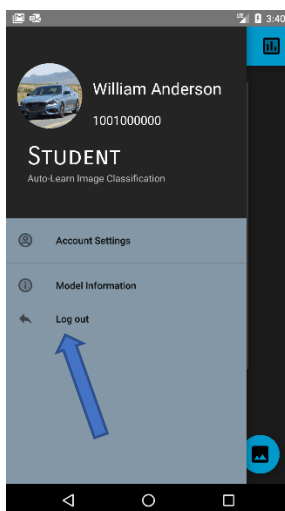 3:40
William Anderson
1001000000
STUDENT
Auto-Learn Image Classification
Account Settings
Model Information
Log out